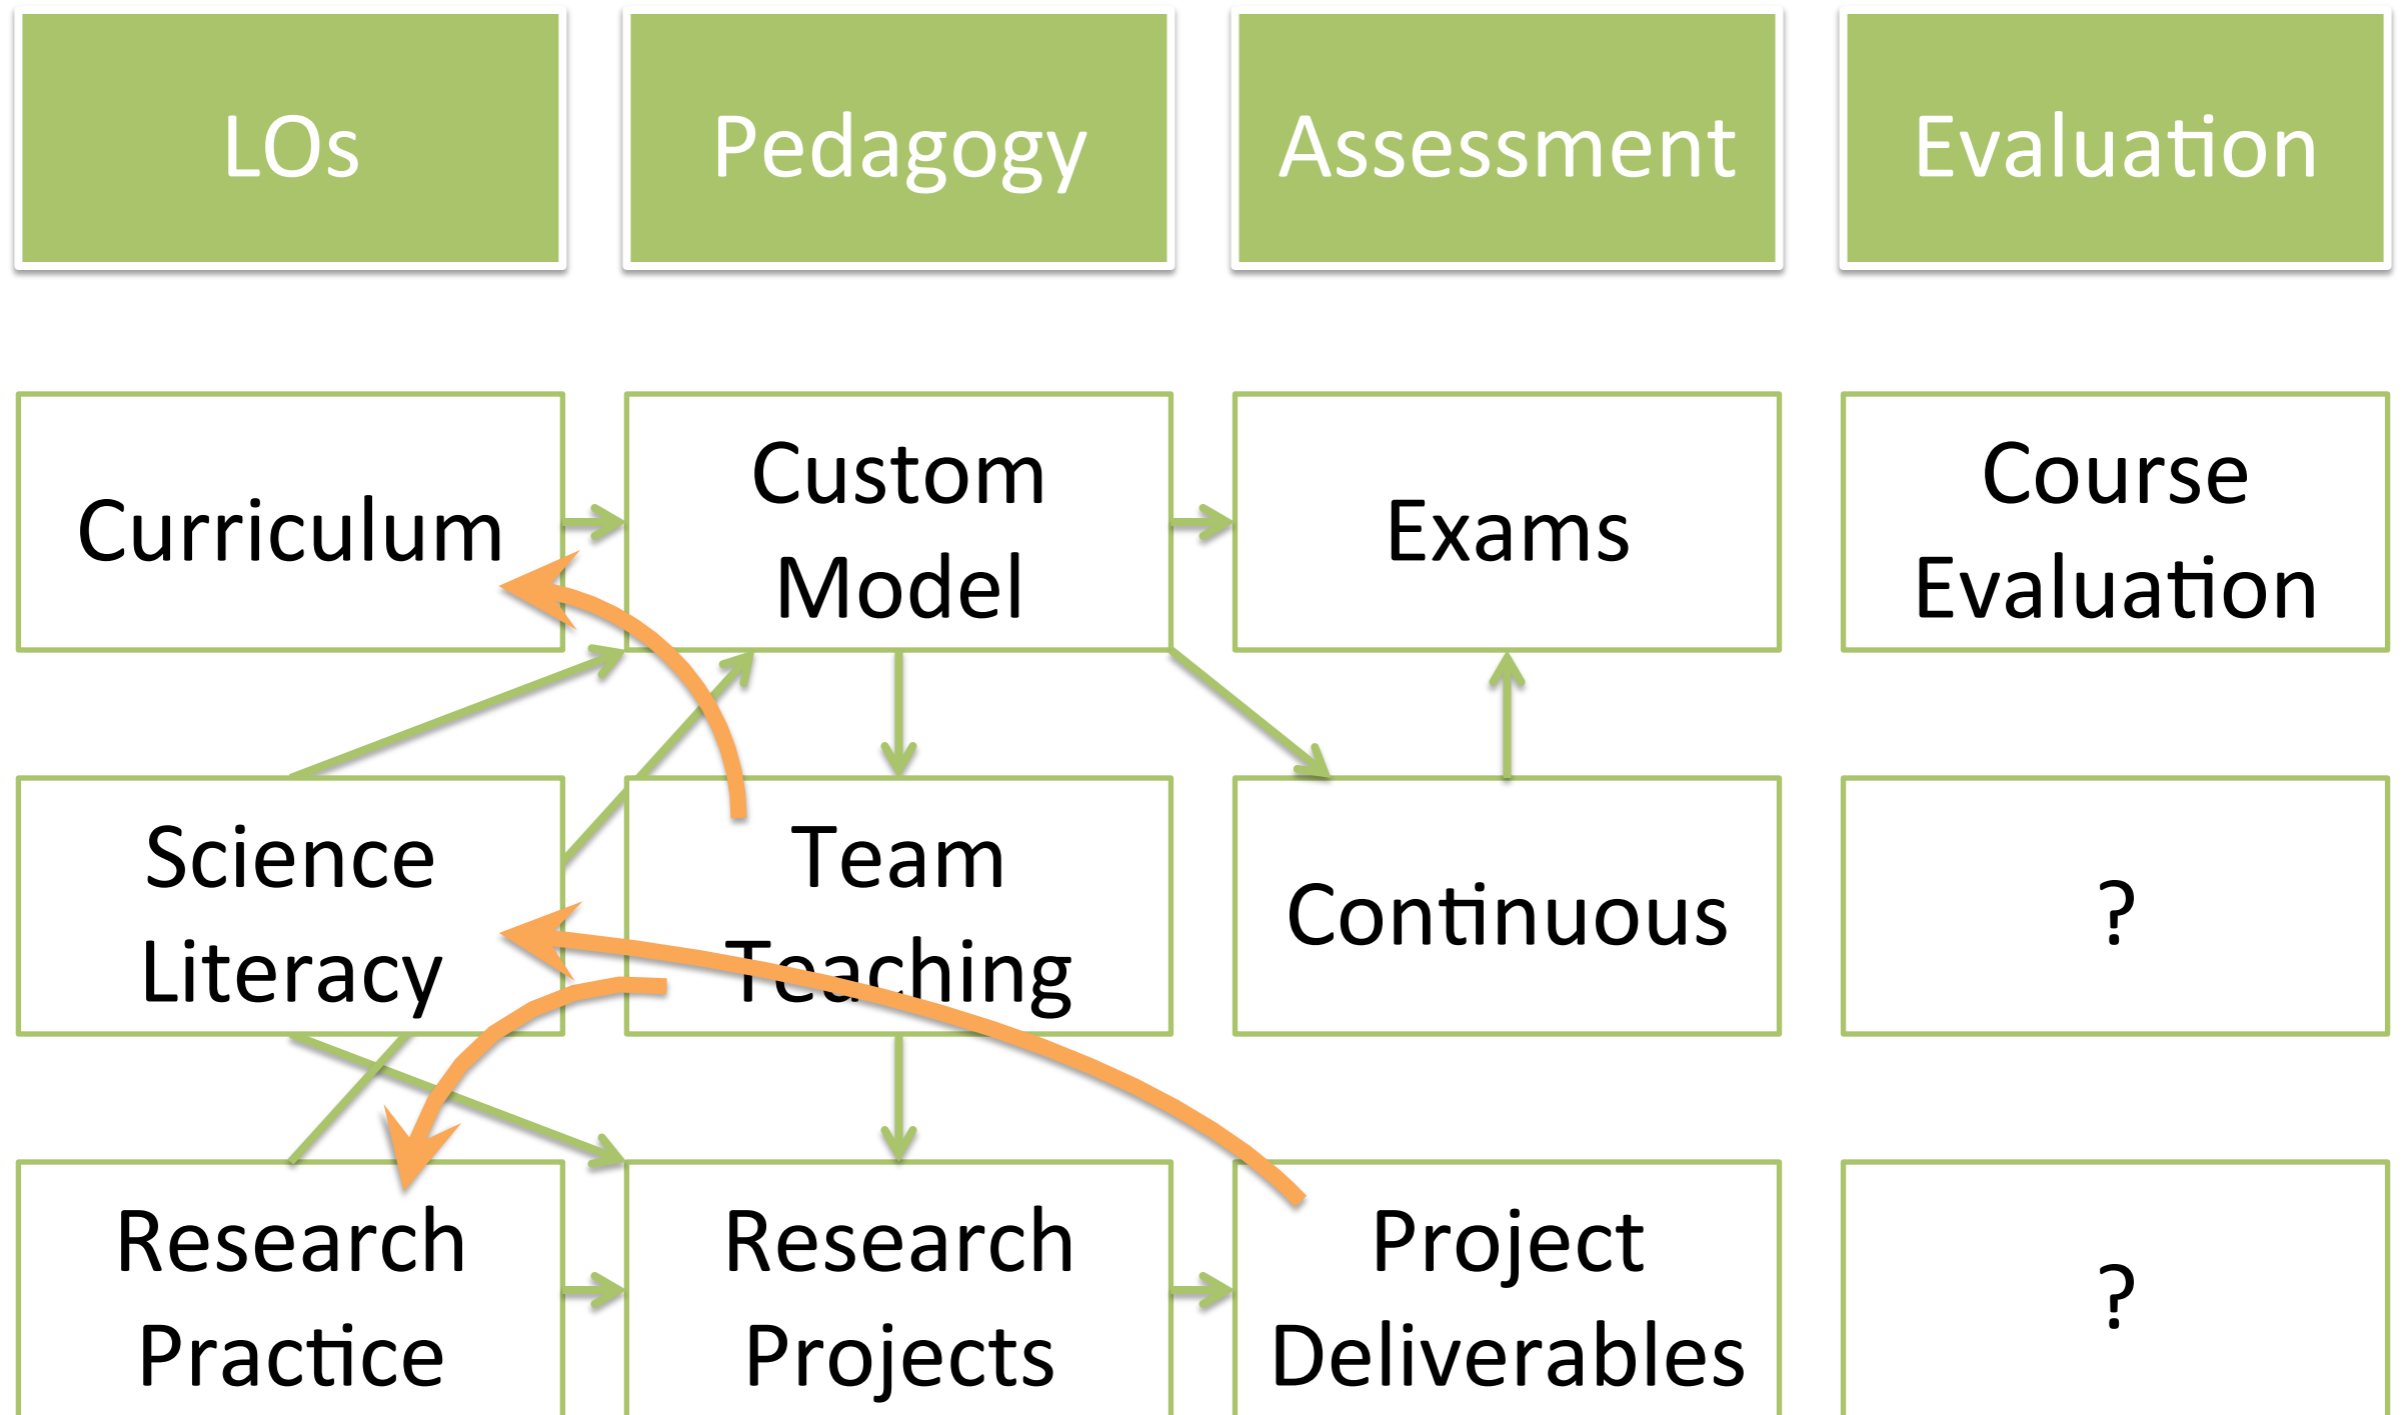 LOs
Pedagogy
Assessment
Evaluation
Curriculum
Custom
Model
Exams
Course
Evaluation
Science
Literacy
Team
Teaching
Continuous
?
Research
Practice
Research
Projects
Project
Deliverables
?